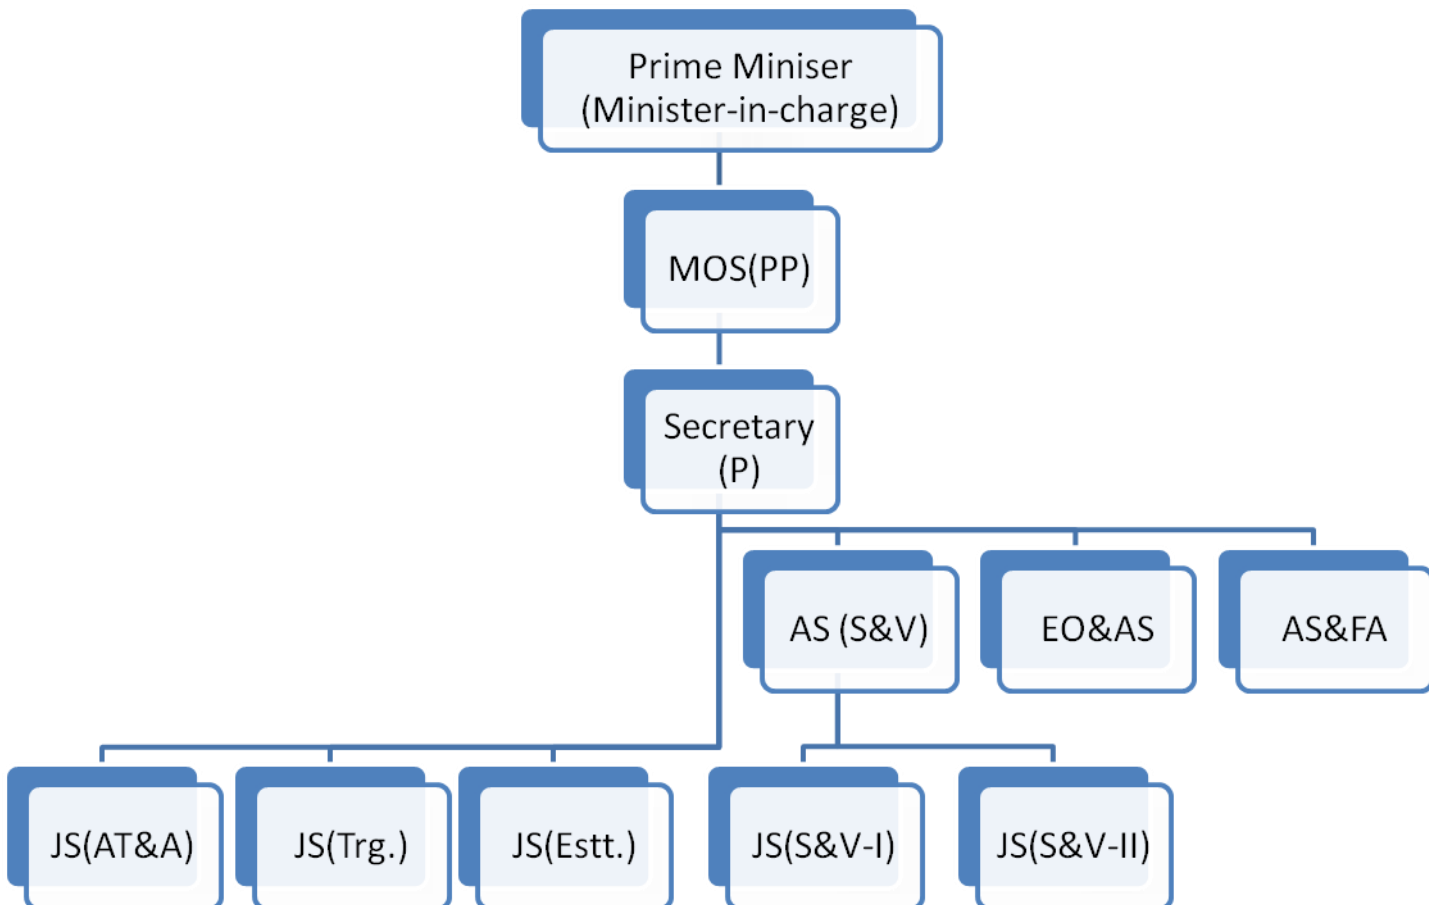 Prime Miniser
(Minister-in-charge)
MOS(PP)
Secretary
(P)
AS (S&V)
EO&AS
AS&FA
JS(AT&A)
JS(Trg.)
JS(Estt.)
JS(S&V-I)
JS(S&V-II)